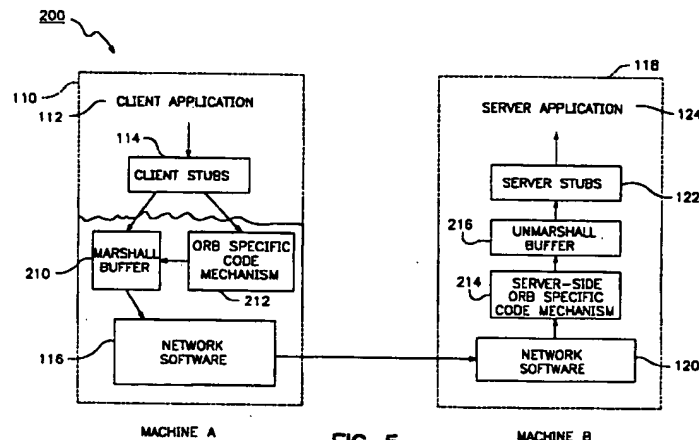 200
110
112
CLIENT APPLICATION
114
CLIENT STUBS
210
MARSHALL
BUFFER
ORB SPECIFIC
CODE
MECHANISM
212
116
NETWORK
SOFTWARE
MACHINE A
118
SERVER APPLICATION
124
SERVER STUBS
122
216
UNMARSHALL
BUFFER
214
SERVER-SIDE
ORB SPECIFIC
CODE MECHANISM
NETWORK
SOFTWARE
120
MACHINE B
FIG. 5